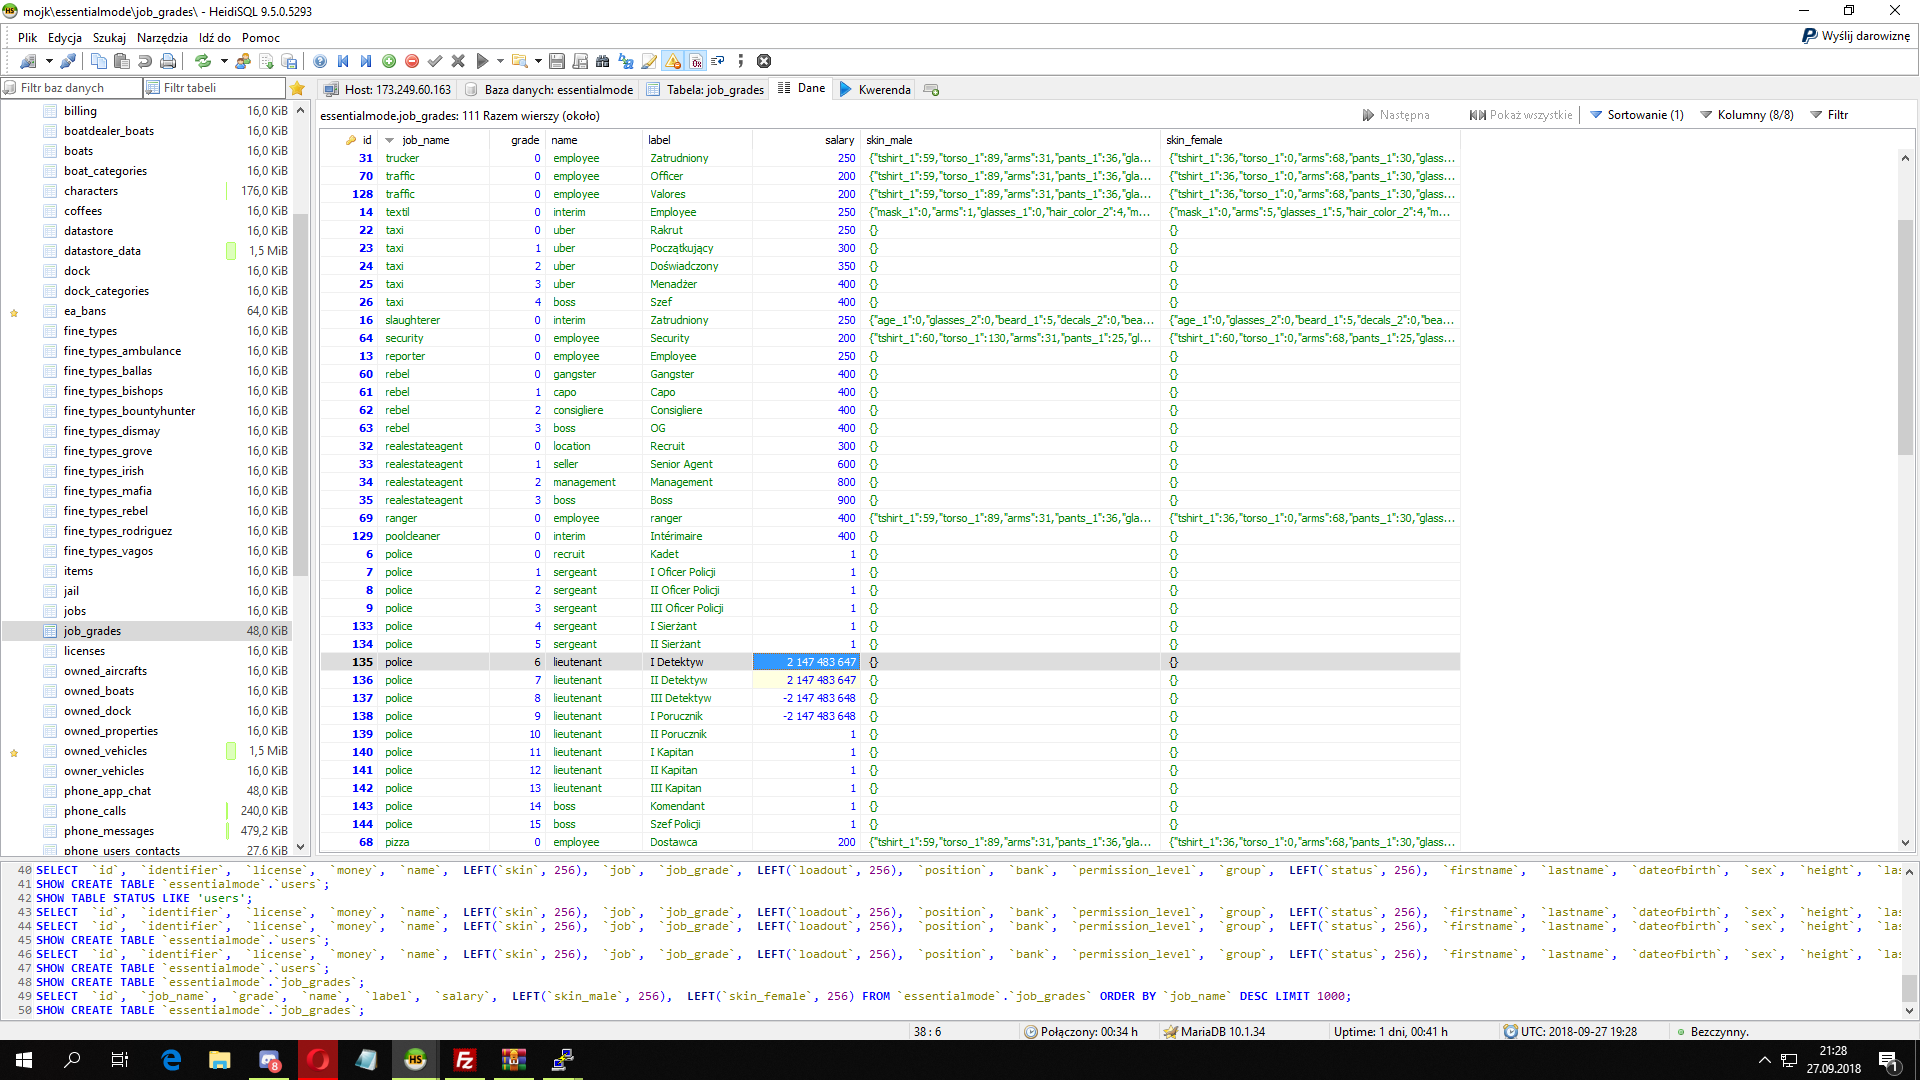 mojk\essentialmode\job_grades\ - HeidiSQL 9.5.0.5293
Plik Edycja Szukaj Narzędzia Idź do Pomoc
Wyślij darowiznę
Filtr baz danych Filtr tabeli
Host: 173.249.60.163 Baza danych: essentialmode Tabela: job_grades Dane Kwerenda
essentialmode.job_grades: 111 Razem wierszy (około)
Następna Pokaż wszystkie Sortowanie (1) Kolumny (8/8) Filtr
billing 16,0 KiB
boatdealer_boats 16,0 KiB
boats 16,0 KiB
boat_categories 16,0 KiB
characters 176,0 KiB
coffees 16,0 KiB
datastore 16,0 KiB
datastore_data 1,5 MiB
dock 16,0 KiB
dock_categories 16,0 KiB
ea_bans 64,0 KiB
fine_types 16,0 KiB
fine_types_ambulance 16,0 KiB
fine_types_ballas 16,0 KiB
fine_types_bishops 16,0 KiB
fine_types_bountyhunter 16,0 KiB
fine_types_dismay 16,0 KiB
fine_types_grove 16,0 KiB
fine_types_irish 16,0 KiB
fine_types_mafia 16,0 KiB
fine_types_rebel 16,0 KiB
fine_types_rodriguez 16,0 KiB
fine_types_vagos 16,0 KiB
items 16,0 KiB
jail 16,0 KiB
jobs 16,0 KiB
job_grades 48,0 KiB
licenses 16,0 KiB
owned_aircrafts 16,0 KiB
owned_boats 16,0 KiB
owned_dock 16,0 KiB
owned_properties 16,0 KiB
owned_vehicles 1,5 MiB
owner_vehicles 16,0 KiB
phone_app_chat 48,0 KiB
phone_calls 240,0 KiB
phone_messages 479,2 KiB
phone_users_contacts 27,6 KiB
id job_name grade name label salary skin_male skin_female
31 trucker 0 employee Zatrudniony 250 {"tshirt_1":59,"torso_1":89,"arms":31,"pants_1":36,"gla... {"tshirt_1":36,"torso_1":0,"arms":68,"pants_1":30,"glass...
70 traffic 0 employee Officer 200 {"tshirt_1":59,"torso_1":89,"arms":31,"pants_1":36,"gla... {"tshirt_1":36,"torso_1":0,"arms":68,"pants_1":30,"glass...
128 traffic 0 employee Valores 200 {"tshirt_1":59,"torso_1":89,"arms":31,"pants_1":36,"gla... {"tshirt_1":36,"torso_1":0,"arms":68,"pants_1":30,"glass...
14 textil 0 interim Employee 250 {"mask_1":0,"arms":1,"glasses_1":0,"hair_color_2":4,"m... {"mask_1":0,"arms":5,"glasses_1":5,"hair_color_2":4,"m...
22 taxi 0 uber Rakrut 250 {} {}
23 taxi 1 uber Początkujący 300 {} {}
24 taxi 2 uber Doświadczony 350 {} {}
25 taxi 3 uber Menadżer 400 {} {}
26 taxi 4 boss Szef 400 {} {}
16 slaughterer 0 interim Zatrudniony 250 {"age_1":0,"glasses_2":0,"beard_1":5,"decals_2":0,"bea... {"age_1":0,"glasses_2":0,"beard_1":5,"decals_2":0,"bea...
64 security 0 employee Security 200 {"tshirt_1":60,"torso_1":130,"arms":31,"pants_1":25,"gl... {"tshirt_1":60,"torso_1":0,"arms":68,"pants_1":25,"glass...
13 reporter 0 employee Employee 250 {} {}
60 rebel 0 gangster Gangster 400 {} {}
61 rebel 1 capo Capo 400 {} {}
62 rebel 2 consigliere Consigliere 400 {} {}
63 rebel 3 boss OG 400 {} {}
32 realestateagent 0 location Recruit 300 {} {}
33 realestateagent 1 seller Senior Agent 600 {} {}
34 realestateagent 2 management Management 800 {} {}
35 realestateagent 3 boss Boss 900 {} {}
69 ranger 0 employee ranger 400 {"tshirt_1":59,"torso_1":89,"arms":31,"pants_1":36,"gla... {"tshirt_1":36,"torso_1":0,"arms":68,"pants_1":30,"glass...
129 poolcleaner 0 interim Intérimaire 400 {} {}
6 police 0 recruit Kadet 1 {} {}
7 police 1 sergeant I Oficer Policji 1 {} {}
8 police 2 sergeant II Oficer Policji 1 {} {}
9 police 3 sergeant III Oficer Policji 1 {} {}
133 police 4 sergeant I Sierżant 1 {} {}
134 police 5 sergeant II Sierżant 1 {} {}
135 police 6 lieutenant I Detektyw 2 147 483 647 {} {}
136 police 7 lieutenant II Detektyw 2 147 483 647 {} {}
137 police 8 lieutenant III Detektyw -2 147 483 648 {} {}
138 police 9 lieutenant I Porucznik -2 147 483 648 {} {}
139 police 10 lieutenant II Porucznik 1 {} {}
140 police 11 lieutenant I Kapitan 1 {} {}
141 police 12 lieutenant II Kapitan 1 {} {}
142 police 13 lieutenant III Kapitan 1 {} {}
143 police 14 boss Komendant 1 {} {}
144 police 15 boss Szef Policji 1 {} {}
68 pizza 0 employee Dostawca 200 {"tshirt_1":59,"torso_1":89,"arms":31,"pants_1":36,"gla... {"tshirt_1":36,"torso_1":0,"arms":68,"pants_1":30,"glass...
40 SELECT `id`, `identifier`, `license`, `money`, `name`, LEFT(`skin`, 256), `job`, `job_grade`, LEFT(`loadout`, 256), `position`, `bank`, `permission_level`, `group`, LEFT(`status`, 256), `firstname`, `lastname`, `dateofbirth`, `sex`, `height`, `las
41 SHOW CREATE TABLE `essentialmode`.`users`;
42 SHOW TABLE STATUS LIKE 'users';
43 SELECT `id`, `identifier`, `license`, `money`, `name`, LEFT(`skin`, 256), `job`, `job_grade`, LEFT(`loadout`, 256), `position`, `bank`, `permission_level`, `group`, LEFT(`status`, 256), `firstname`, `lastname`, `dateofbirth`, `sex`, `height`, `las
44 SELECT `id`, `identifier`, `license`, `money`, `name`, LEFT(`skin`, 256), `job`, `job_grade`, LEFT(`loadout`, 256), `position`, `bank`, `permission_level`, `group`, LEFT(`status`, 256), `firstname`, `lastname`, `dateofbirth`, `sex`, `height`, `las
45 SHOW CREATE TABLE `essentialmode`.`users`;
46 SELECT `id`, `identifier`, `license`, `money`, `name`, LEFT(`skin`, 256), `job`, `job_grade`, LEFT(`loadout`, 256), `position`, `bank`, `permission_level`, `group`, LEFT(`status`, 256), `firstname`, `lastname`, `dateofbirth`, `sex`, `height`, `las
47 SHOW CREATE TABLE `essentialmode`.`users`;
48 SHOW CREATE TABLE `essentialmode`.`job_grades`;
49 SELECT `id`, `job_name`, `grade`, `name`, `label`, `salary`, LEFT(`skin_male`, 256), LEFT(`skin_female`, 256) FROM `essentialmode`.`job_grades` ORDER BY `job_name` DESC LIMIT 1000;
50 SHOW CREATE TABLE `essentialmode`.`job_grades`;
38 : 6 Połączony: 00:34 h MariaDB 10.1.34 Uptime: 1 dni, 00:41 h UTC: 2018-09-27 19:28 Bezczynny.
21:28
27.09.2018